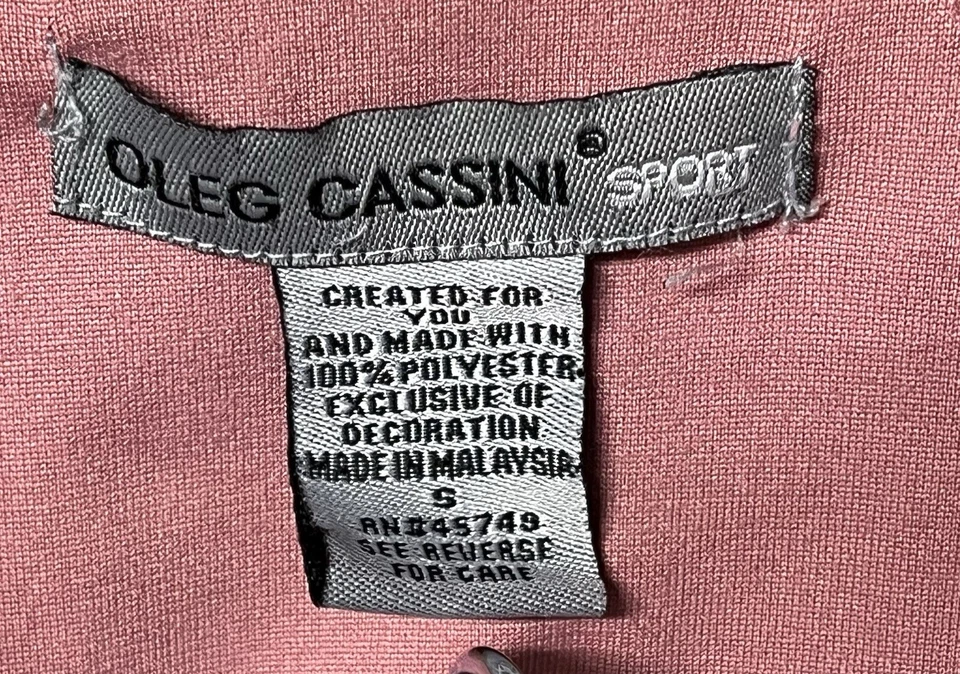 OLEG CASSINI® SPORT
CREATED FOR
YOU
AND MADE WITH
100% POLYESTER.
EXCLUSIVE OF
DECORATION
MADE IN MALAYSIA
S
RN#45749
SEE REVERSE
FOR CARE